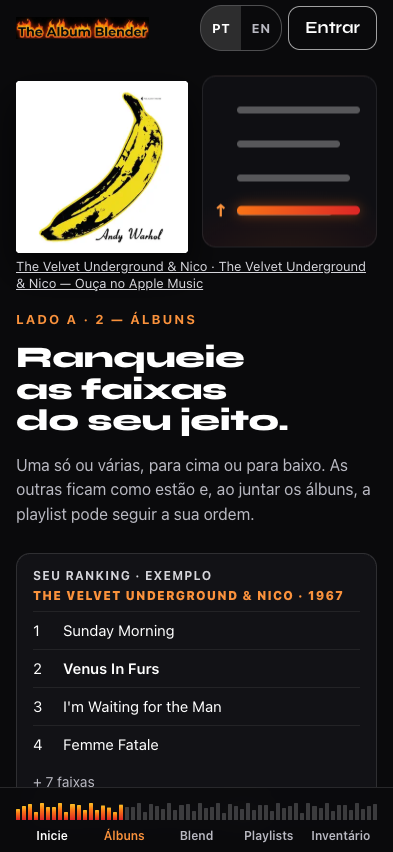 The Album Blender
PT
EN
Entrar
Andy Warhol
The Velvet Underground & Nico · The Velvet Underground
& Nico — Ouça no Apple Music
LADO A · 2 — ÁLBUNS
Ranqueie
as faixas
do seu jeito.
Uma só ou várias, para cima ou para baixo. As
outras ficam como estão e, ao juntar os álbuns, a
playlist pode seguir a sua ordem.
SEU RANKING · EXEMPLO
THE VELVET UNDERGROUND & NICO · 1967
1 Sunday Morning
2 Venus In Furs
3 I'm Waiting for the Man
4 Femme Fatale
+ 7 faixas
Inicie
Álbuns
Blend
Playlists
Inventário